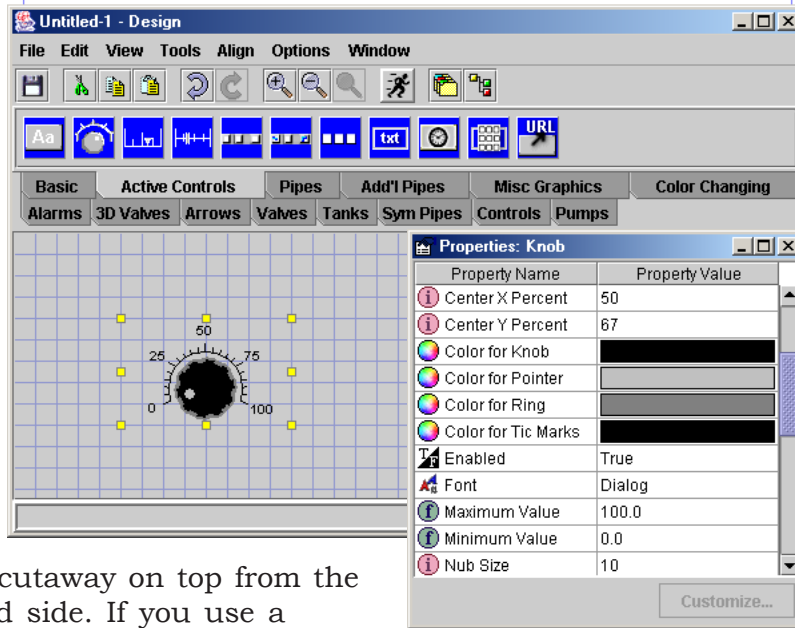 Untitled-1 - Design
File Edit View Tools Align Options Window
Aa
txt
URL
Basic Active Controls Pipes Add'l Pipes Misc Graphics Color Changing
Alarms 3D Valves Arrows Valves Tanks Sym Pipes Controls Pumps
50
25 75
0 100
Properties: Knob
Property Name Property Value
i Center X Percent 50
i Center Y Percent 67
Color for Knob
Color for Pointer
Color for Ring
Color for Tic Marks
T/F Enabled True
Font Dialog
f Maximum Value 100.0
f Minimum Value 0.0
i Nub Size 10
Customize...
cutaway on top from the
d side. If you use a